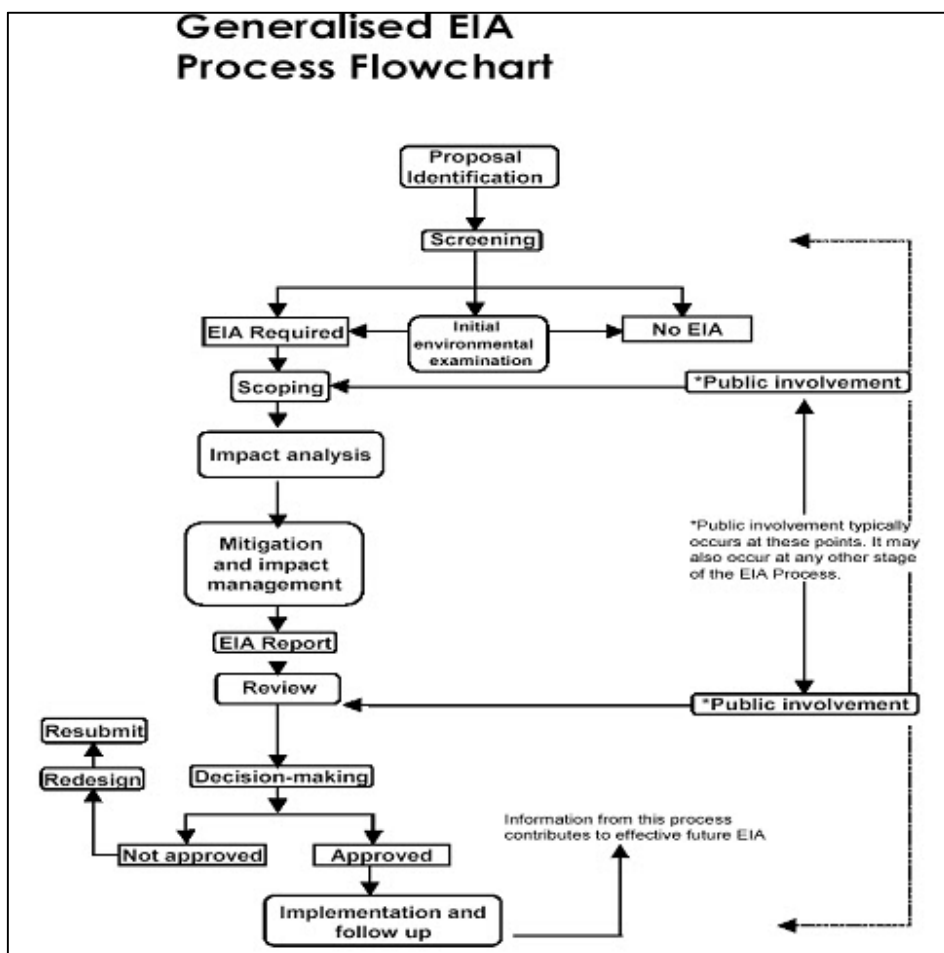 Generalised EIA
Process Flowchart
Proposal
Identification
Screening
EIA Required
Initial
environmental
examination
No EIA
Scoping
*Public involvement
Impact analysis
*Public involvement typically
occurs at these points. It may
also occur at any other stage
of the EIA Process.
Mitigation
and impact
management
EIA Report
Review
*Public involvement
Resubmit
Redesign
Decision-making
Information from this process
contributes to effective future EIA
Not approved
Approved
Implementation and
follow up